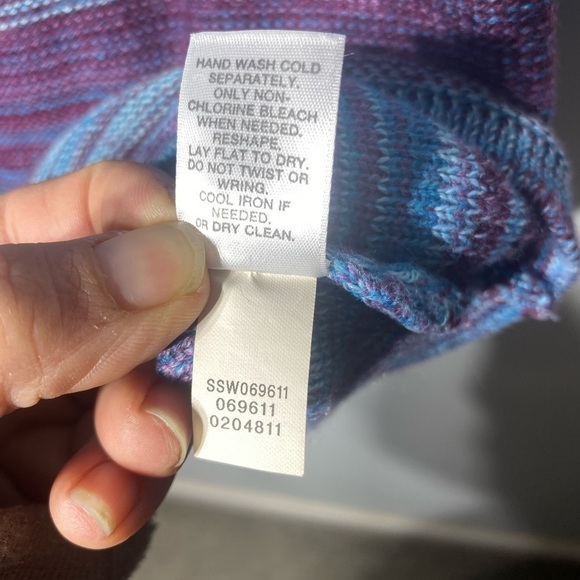 HAND WASH COLD
SEPARATELY.
ONLY NON-
CHLORINE BLEACH
WHEN NEEDED.
RESHAPE.
LAY FLAT TO DRY.
DO NOT TWIST OR
WRING.
COOL IRON IF
NEEDED.
OR DRY CLEAN.
SSW069611
069611
0204811